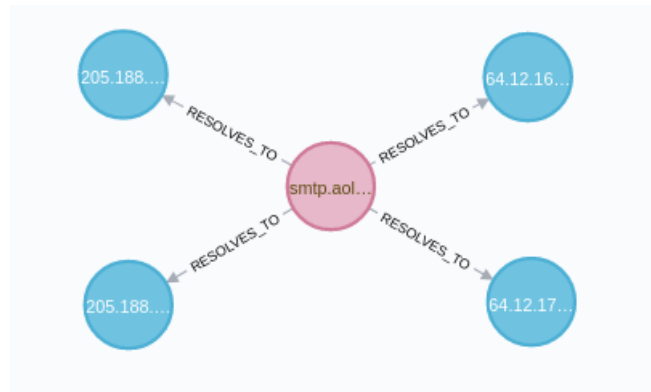 205.188....
64.12.16...
RESOLVES_TO
RESOLVES_TO
smtp.aol...
RESOLVES_TO
RESOLVES_TO
205.188....
64.12.17...